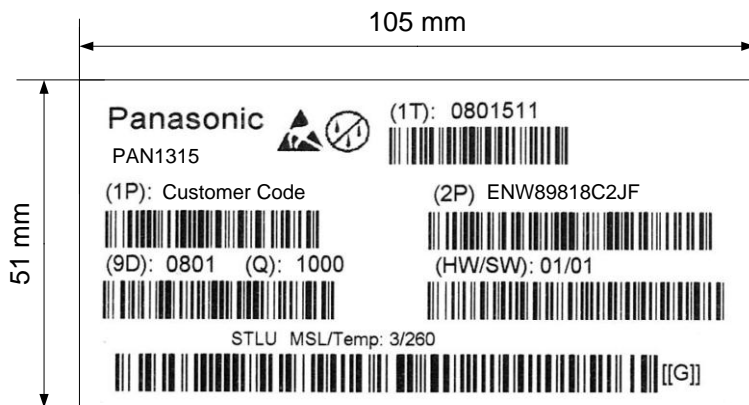 105 mm
51 mm
Panasonic
PAN1315
(1T): 0801511
(1P): Customer Code
(2P) ENW89818C2JF
(9D): 0801 (Q): 1000
(HW/SW): 01/01
STLU MSL/Temp: 3/260
[[G]]